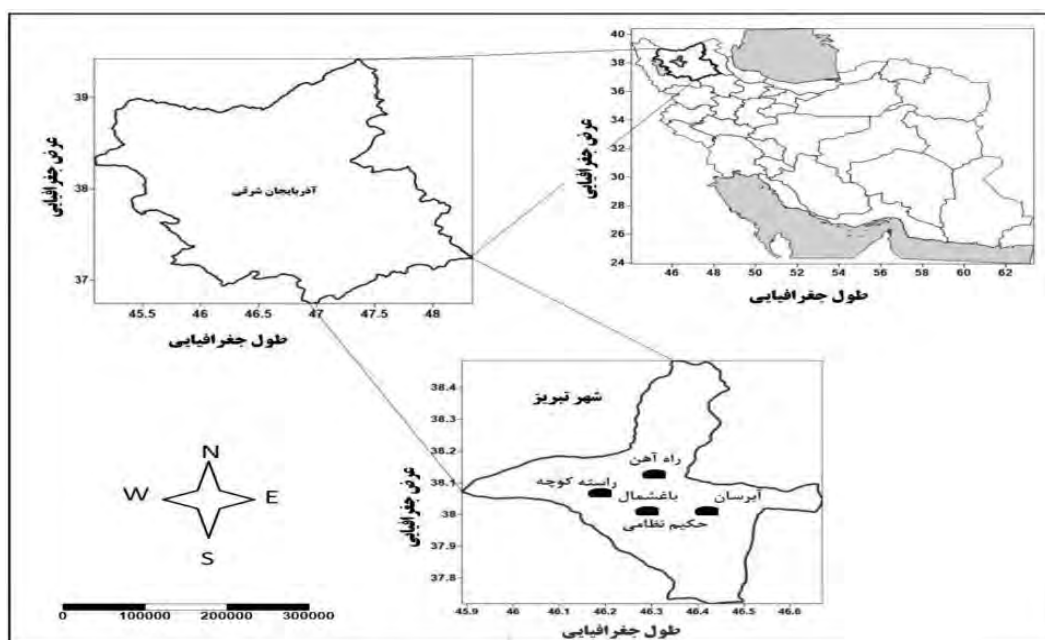 39
38
37
عرض جغرافیایی
آذربایجان شرقی
45.5 46 46.5 47 47.5 48
طول جغرافیایی
40
38
36
34
32
30
28
26
24
عرض جغرافیایی
46 48 50 52 54 56 58 60 62
طول جغرافیایی
شهر تبریز
38.4
38.3
38.2
38.1
38
37.9
37.8
عرض جغرافیایی
راه آهن
راسته کوچه
باغشمال
آبرسان
حکیم نظامی
45.9 46 46.1 46.2 46.3 46.4 46.5 46.6
طول جغرافیایی
N
W E
S
0 100000 200000 300000